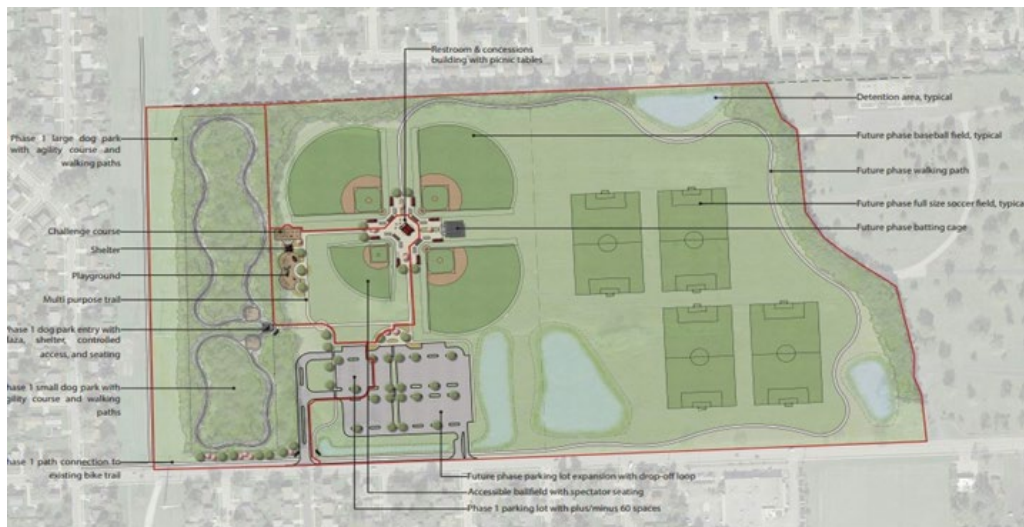 Restroom & concessions
building with picnic tables
Detention area, typical
Phase 1 large dog park
with agility course and
walking paths
Future phase baseball field, typical
Future phase walking path
Future phase full size soccer field, typica
Future phase batting cage
Challenge course
Shelter
Playground
Multi purpose trail
Phase 1 dog park entry with
laza, shelter, controlled
access, and seating
hase 1 small dog park with
gility course and walking
paths
hase 1 path connection to
existing bike trail
Future phase parking lot expansion with drop-off loop
Accessible ballfield with spectator seating
Phase 1 parking lot with plus/minus 60 spaces